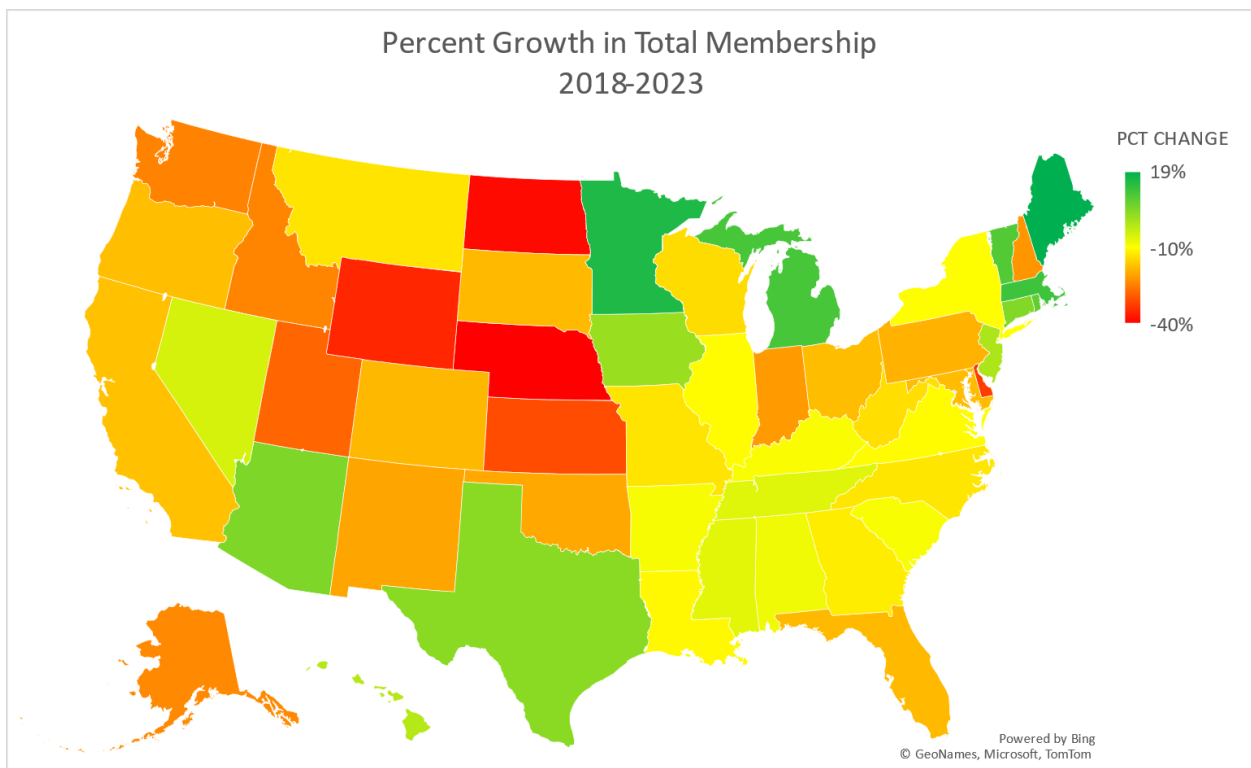 Percent Growth in Total Membership
2018-2023
PCT CHANGE
19%
-10%
-40%
Powered by Bing
© GeoNames, Microsoft, TomTom